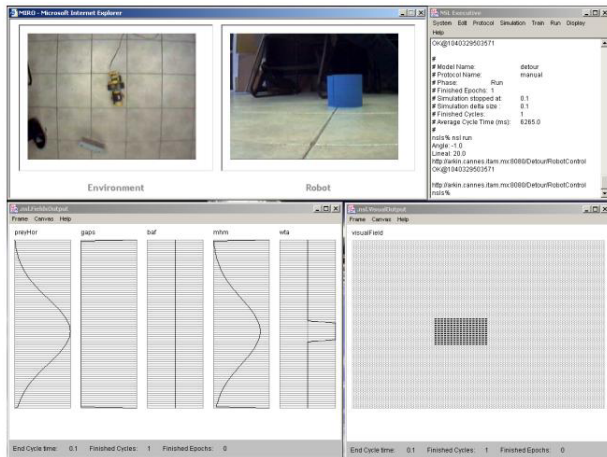 MIRO - Microsoft Internet Explorer
Environment
Robot
NSL Executive
System Edit Protocol Simulation Train Run Display
Help
OK@1040329503571
#
# Model Name: detour
# Protocol Name: manual
# Phase: Run
# Finished Epochs: 1
# Simulation stopped at: 0.1
# Simulation delta size : 0.1
# Finished Cycles: 1
# Average Cycle Time (ms): 6265.0
#
nsls% nsl run
Angle: -1.0
Lineal: 20.0
http://arkin.cannes.itam.mx:8080/Detour/RobotControl
OK@1040329503571
http://arkin.cannes.itam.mx:8080/Detour/RobotControl
nsls%
Frame Canvas Help
preyHor gaps baf mhm wta
End Cycle time: 0.1 Finished Cycles: 1 Finished Epochs: 0
Frame Canvas Help
visualField
End Cycle time: 0.1 Finished Cycles: 1 Finished Epochs: 0